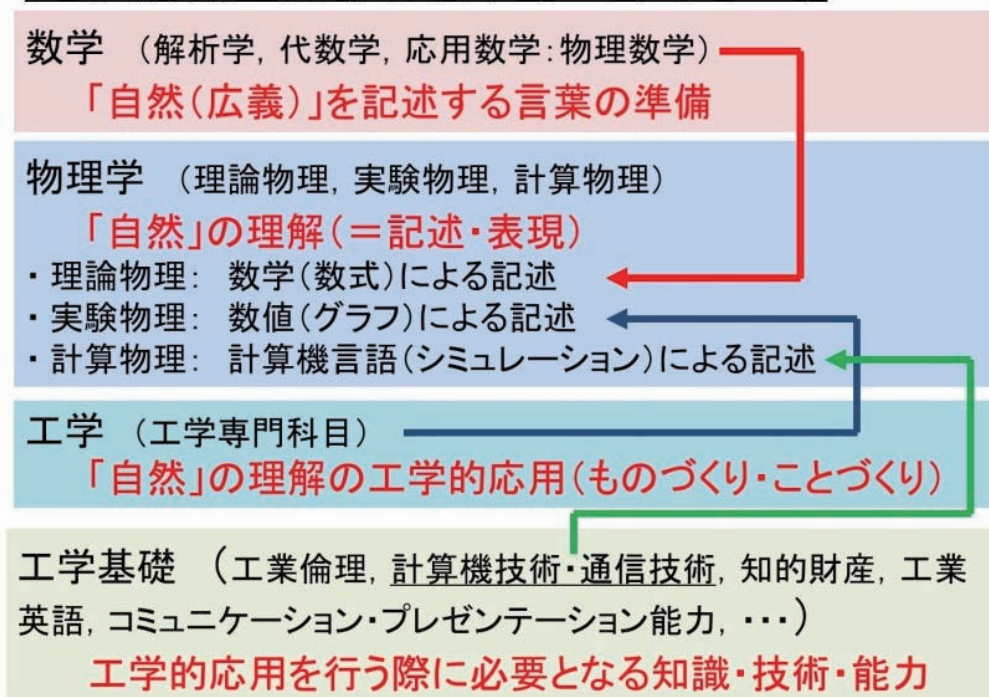 数学 （解析学, 代数学, 応用数学：物理数学）
「自然（広義）」を記述する言葉の準備
物理学 （理論物理, 実験物理, 計算物理）
「自然」の理解（＝記述・表現）
・理論物理： 数学（数式）による記述
・実験物理： 数値（グラフ）による記述
・計算物理： 計算機言語（シミュレーション）による記述
工学 （工学専門科目）
「自然」の理解の工学的応用（ものづくり・ことづくり）
工学基礎 （工業倫理, 計算機技術・通信技術, 知的財産, 工業
英語, コミュニケーション・プレゼンテーション能力, ・・・）
工学的応用を行う際に必要となる知識・技術・能力